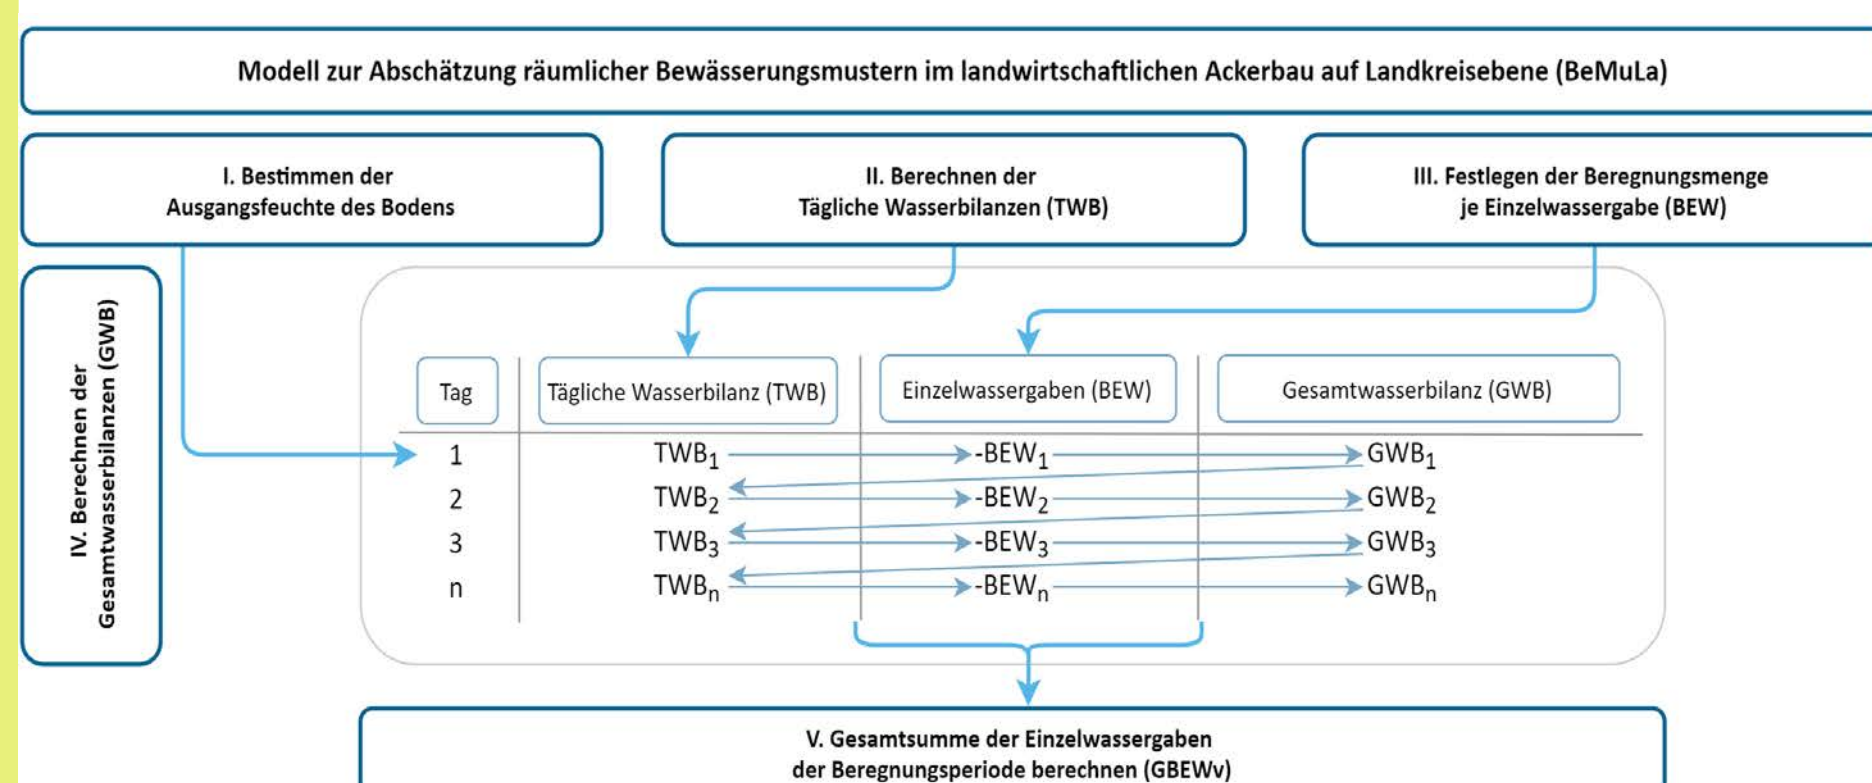 Modell zur Abschätzung räumlicher Bewässerungsmustern im landwirtschaftlichen Ackerbau auf Landkreisebene (BeMuLa)
I. Bestimmen der
Ausgangsfeuchte des Bodens
II. Berechnen der
Tägliche Wasserbilanzen (TWB)
III. Festlegen der Beregnungsmenge
je Einzelwassergabe (BEW)
IV. Berechnen der
Gesamtwasserbilanzen (GWB)
Tag Tägliche Wasserbilanz (TWB) Einzelwassergaben (BEW) Gesamtwasserbilanz (GWB)
1 TWB₁ -BEW₁ GWB₁
2 TWB₂ -BEW₂ GWB₂
3 TWB₃ -BEW₃ GWB₃
n TWBₙ -BEWₙ GWBₙ
V. Gesamtsumme der Einzelwassergaben
der Beregnungsperiode berechnen (GBEWv)